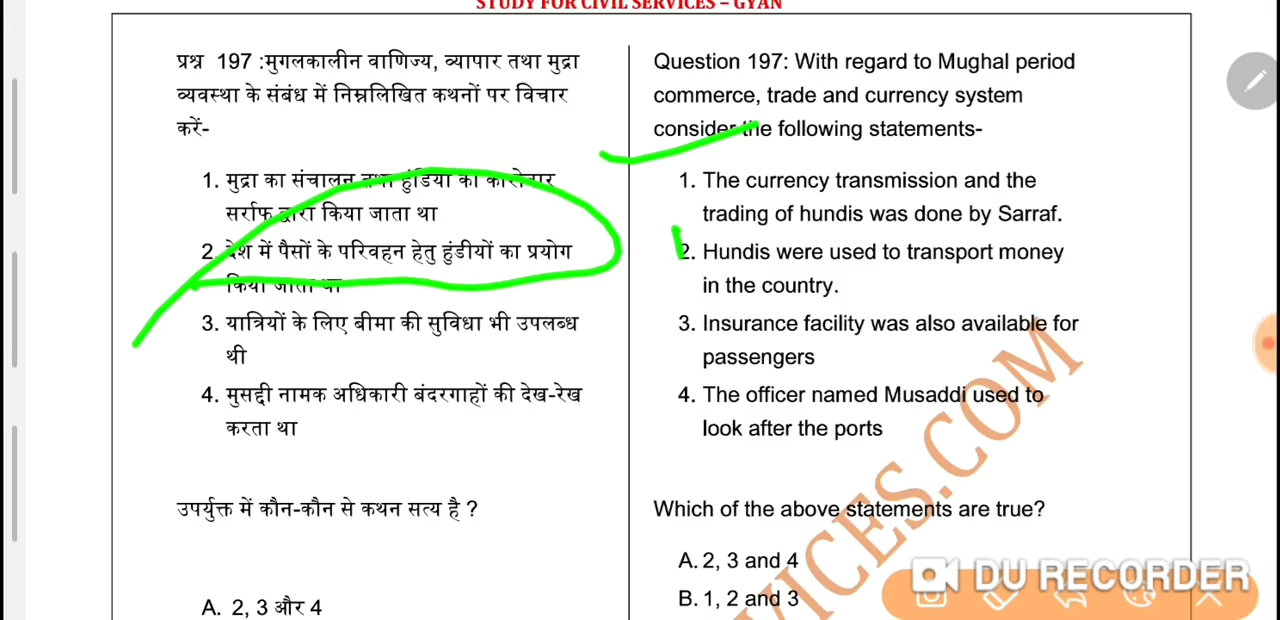 STUDY FOR CIVIL SERVICES – GYAN
प्रश्न 197 :मुगलकालीन वाणिज्य, व्यापार तथा मुद्रा
व्यवस्था के संबंध में निम्नलिखित कथनों पर विचार
करें-
1. मुद्रा का संचालन तथा हुंडियों का कारोबार
सर्राफ द्वारा किया जाता था
2. देश में पैसों के परिवहन हेतु हुंडीयों का प्रयोग
किया जाता था
3. यात्रियों के लिए बीमा की सुविधा भी उपलब्ध
थी
4. मुसद्दी नामक अधिकारी बंदरगाहों की देख-रेख
करता था
उपर्युक्त में कौन-कौन से कथन सत्य है ?
A. 2, 3 और 4
Question 197: With regard to Mughal period
commerce, trade and currency system
consider the following statements-
1. The currency transmission and the
trading of hundis was done by Sarraf.
2. Hundis were used to transport money
in the country.
3. Insurance facility was also available for
passengers
4. The officer named Musaddi used to
look after the ports
Which of the above statements are true?
A. 2, 3 and 4
B. 1, 2 and 3
VICES.COM
DU RECORDER